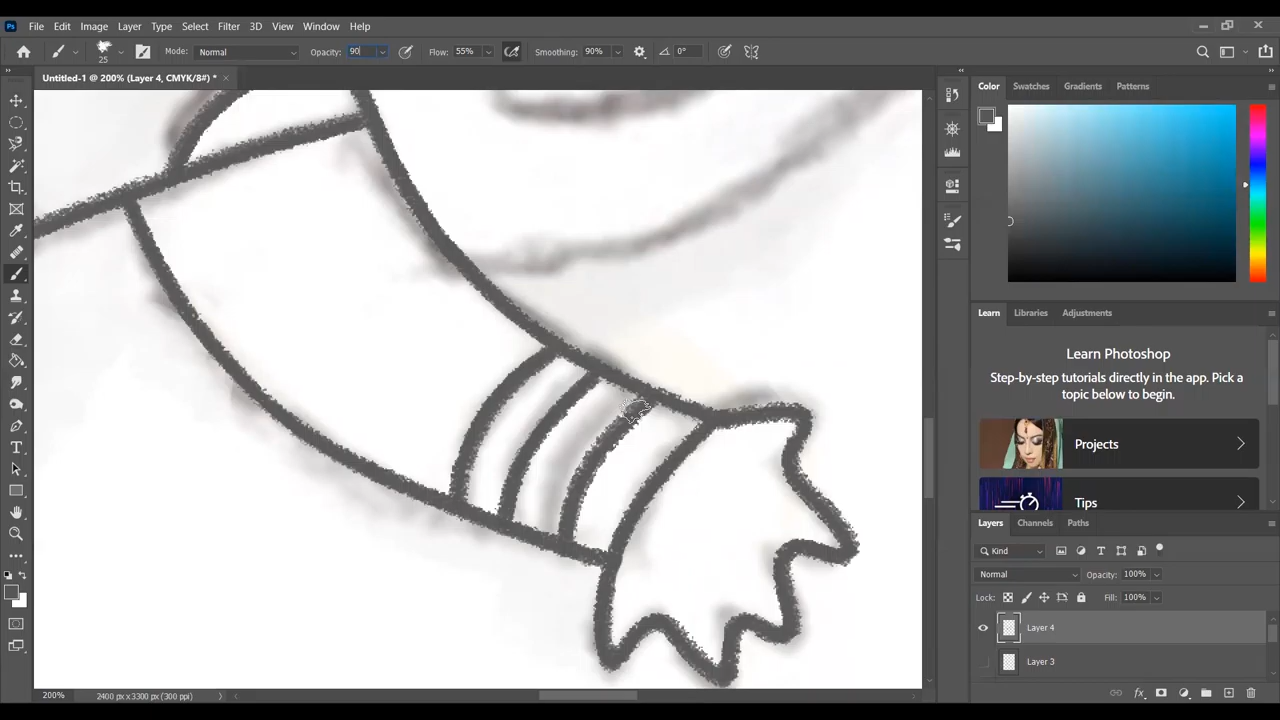 Ps File Edit Image Layer Type Select Filter 3D View Window Help
25 Mode: Normal Opacity: 90 Flow: 55% Smoothing: 90% 0°
Untitled-1 @ 200% (Layer 4, CMYK/8#) * ×
Color Swatches Gradients Patterns
Learn Libraries Adjustments
Learn Photoshop
Step-by-step tutorials directly in the app. Pick a
topic below to begin.
Projects
Tips
Layers Channels Paths
Kind
Normal Opacity: 100%
Lock: Fill: 100%
Layer 4
Layer 3
200% 2400 px x 3300 px (300 ppi)